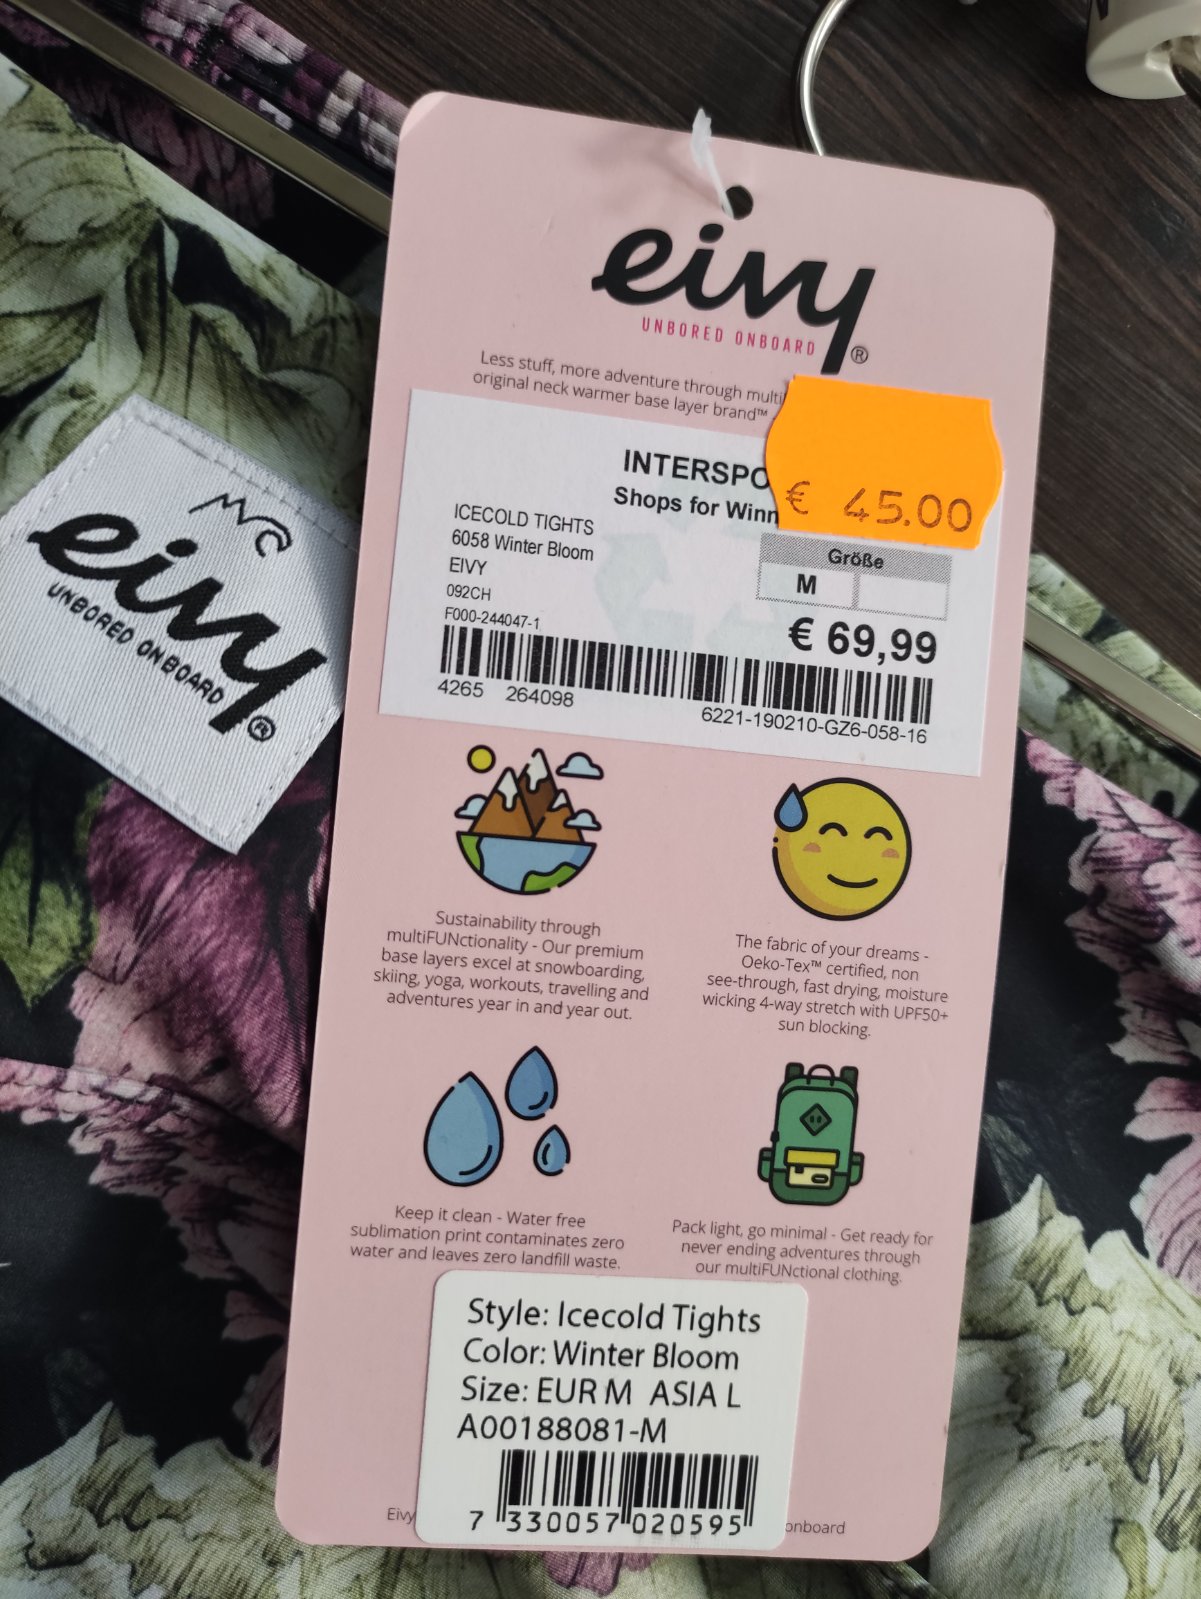 eivy
UNBORED ONBOARD
®
Less stuff, more adventure through multi
original neck warmer base layer brand™
INTERSPO
Shops for Winn
€ 45.00
ICECOLD TIGHTS
6058 Winter Bloom
EIVY
092CH
F000-244047-1
Größe
M
€ 69,99
4265 264098
6221-190210-GZ6-058-16
eivy
UNBORED ONBOARD
®
Sustainability through
multiFUNctionality - Our premium
base layers excel at snowboarding,
skiing, yoga, workouts, travelling and
adventures year in and year out.
The fabric of your dreams -
Oeko-Tex™ certified, non
see-through, fast drying, moisture
wicking 4-way stretch with UPF50+
sun blocking.
Keep it clean - Water free
sublimation print contaminates zero
water and leaves zero landfill waste.
Pack light, go minimal - Get ready for
never ending adventures through
our multiFUNctional clothing.
Style: Icecold Tights
Color: Winter Bloom
Size: EUR M ASIA L
A00188081-M
7 330057 020595
Eivy
onboard